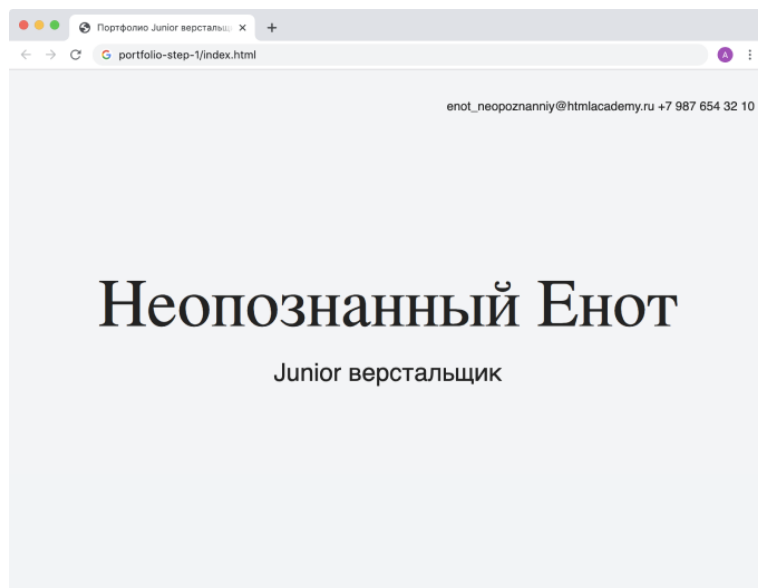 Портфолио Junior верстальщ
portfolio-step-1/index.html
A
enot_neopoznanniy@htmlacademy.ru +7 987 654 32 10
Неопознанный Енот
Junior верстальщик